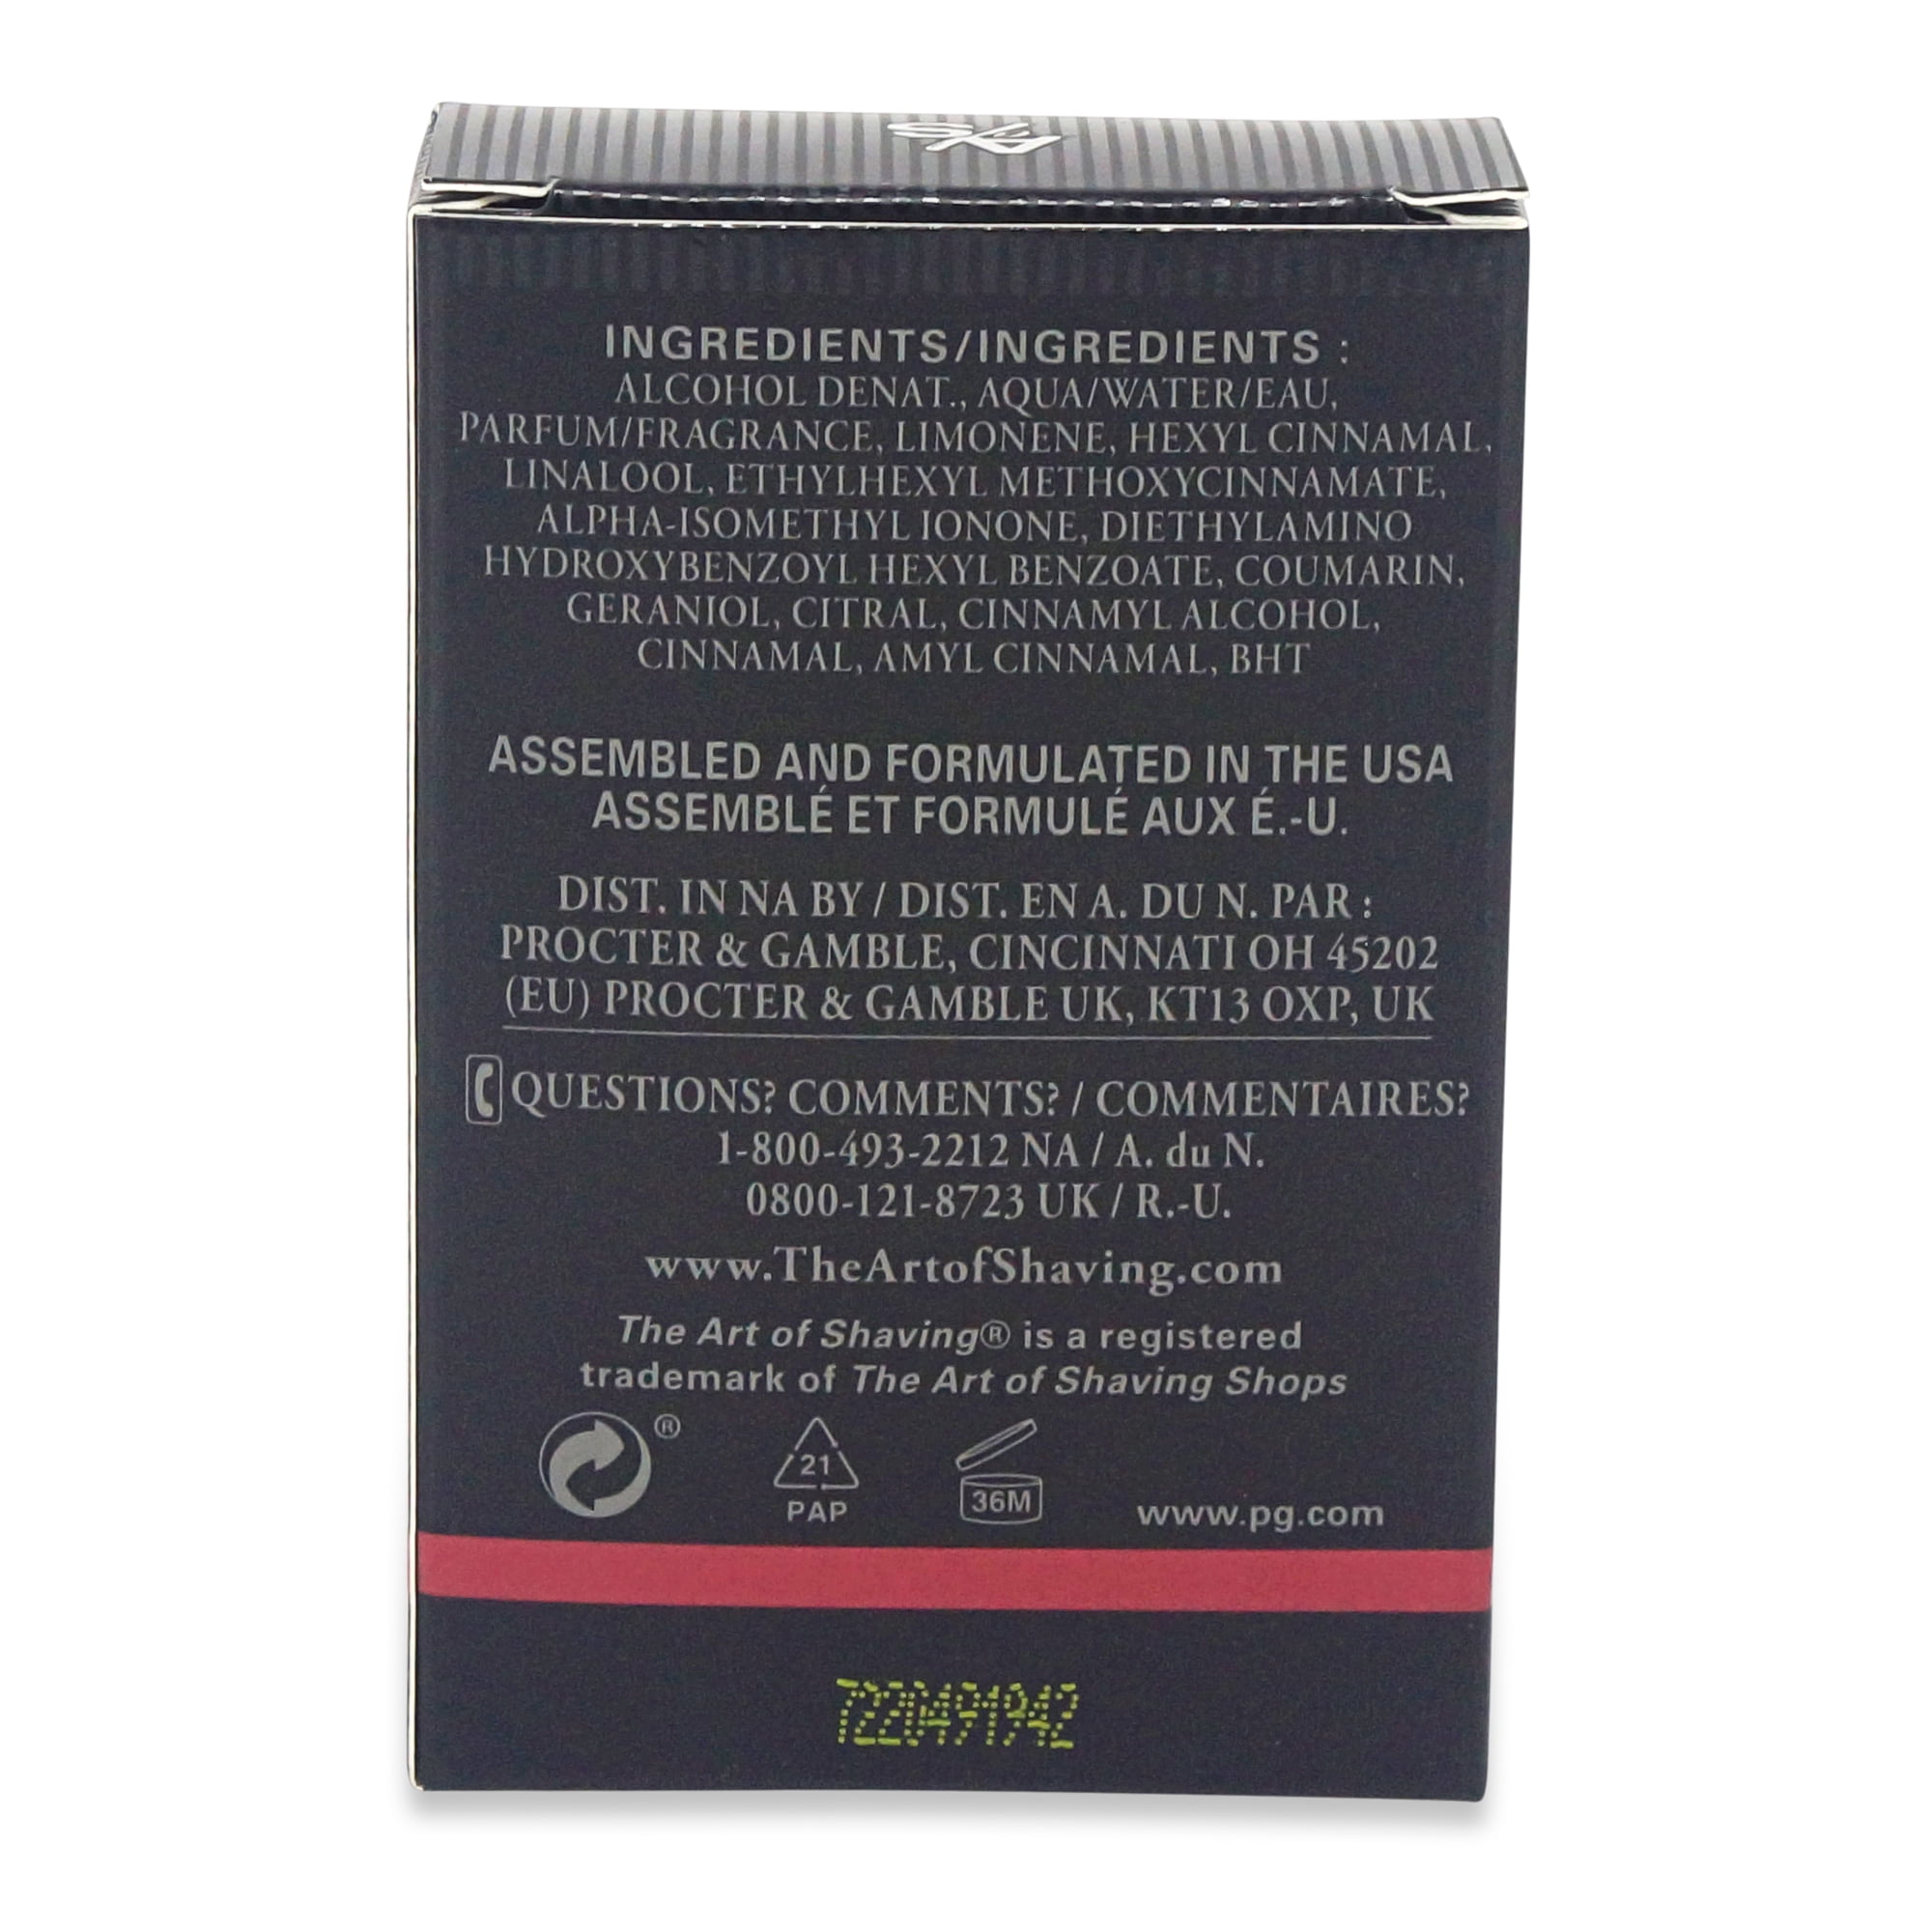 INGREDIENTS/INGREDIENTS :
ALCOHOL DENAT., AQUA/WATER/EAU,
PARFUM/FRAGRANCE, LIMONENE, HEXYL CINNAMAL,
LINALOOL, ETHYLHEXYL METHOXYCINNAMATE,
ALPHA-ISOMETHYL IONONE, DIETHYLAMINO
HYDROXYBENZOYL HEXYL BENZOATE, COUMARIN,
GERANIOL, CITRAL, CINNAMYL ALCOHOL,
CINNAMAL, AMYL CINNAMAL, BHT
ASSEMBLED AND FORMULATED IN THE USA
ASSEMBLÉ ET FORMULÉ AUX É.-U.
DIST. IN NA BY / DIST. EN A. DU N. PAR :
PROCTER & GAMBLE, CINCINNATI OH 45202
(EU) PROCTER & GAMBLE UK, KT13 OXP, UK
QUESTIONS? COMMENTS? / COMMENTAIRES?
1-800-493-2212 NA / A. du N.
0800-121-8723 UK / R.-U.
www.TheArtofShaving.com
The Art of Shaving® is a registered
trademark of The Art of Shaving Shops
®
21
PAP
36M
www.pg.com
7220491942